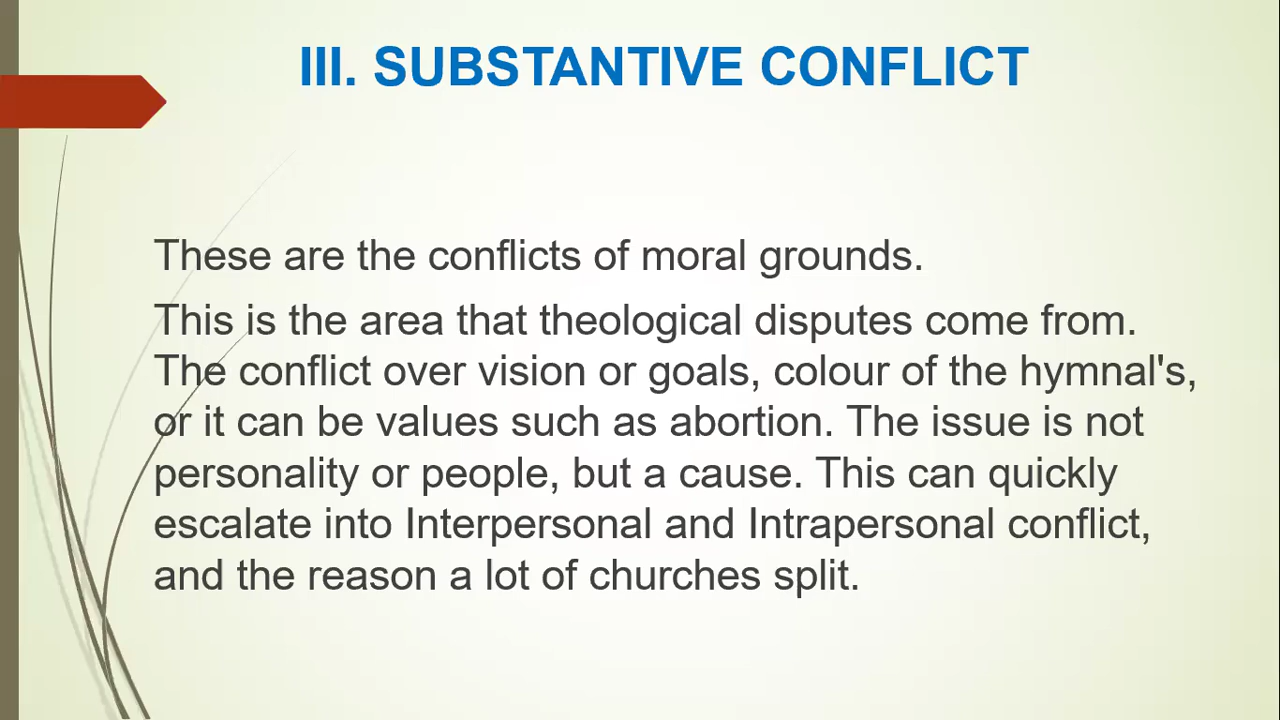 III. SUBSTANTIVE CONFLICT
These are the conflicts of moral grounds.
This is the area that theological disputes come from.
The conflict over vision or goals, colour of the hymnal's,
or it can be values such as abortion. The issue is not
personality or people, but a cause. This can quickly
escalate into Interpersonal and Intrapersonal conflict,
and the reason a lot of churches split.